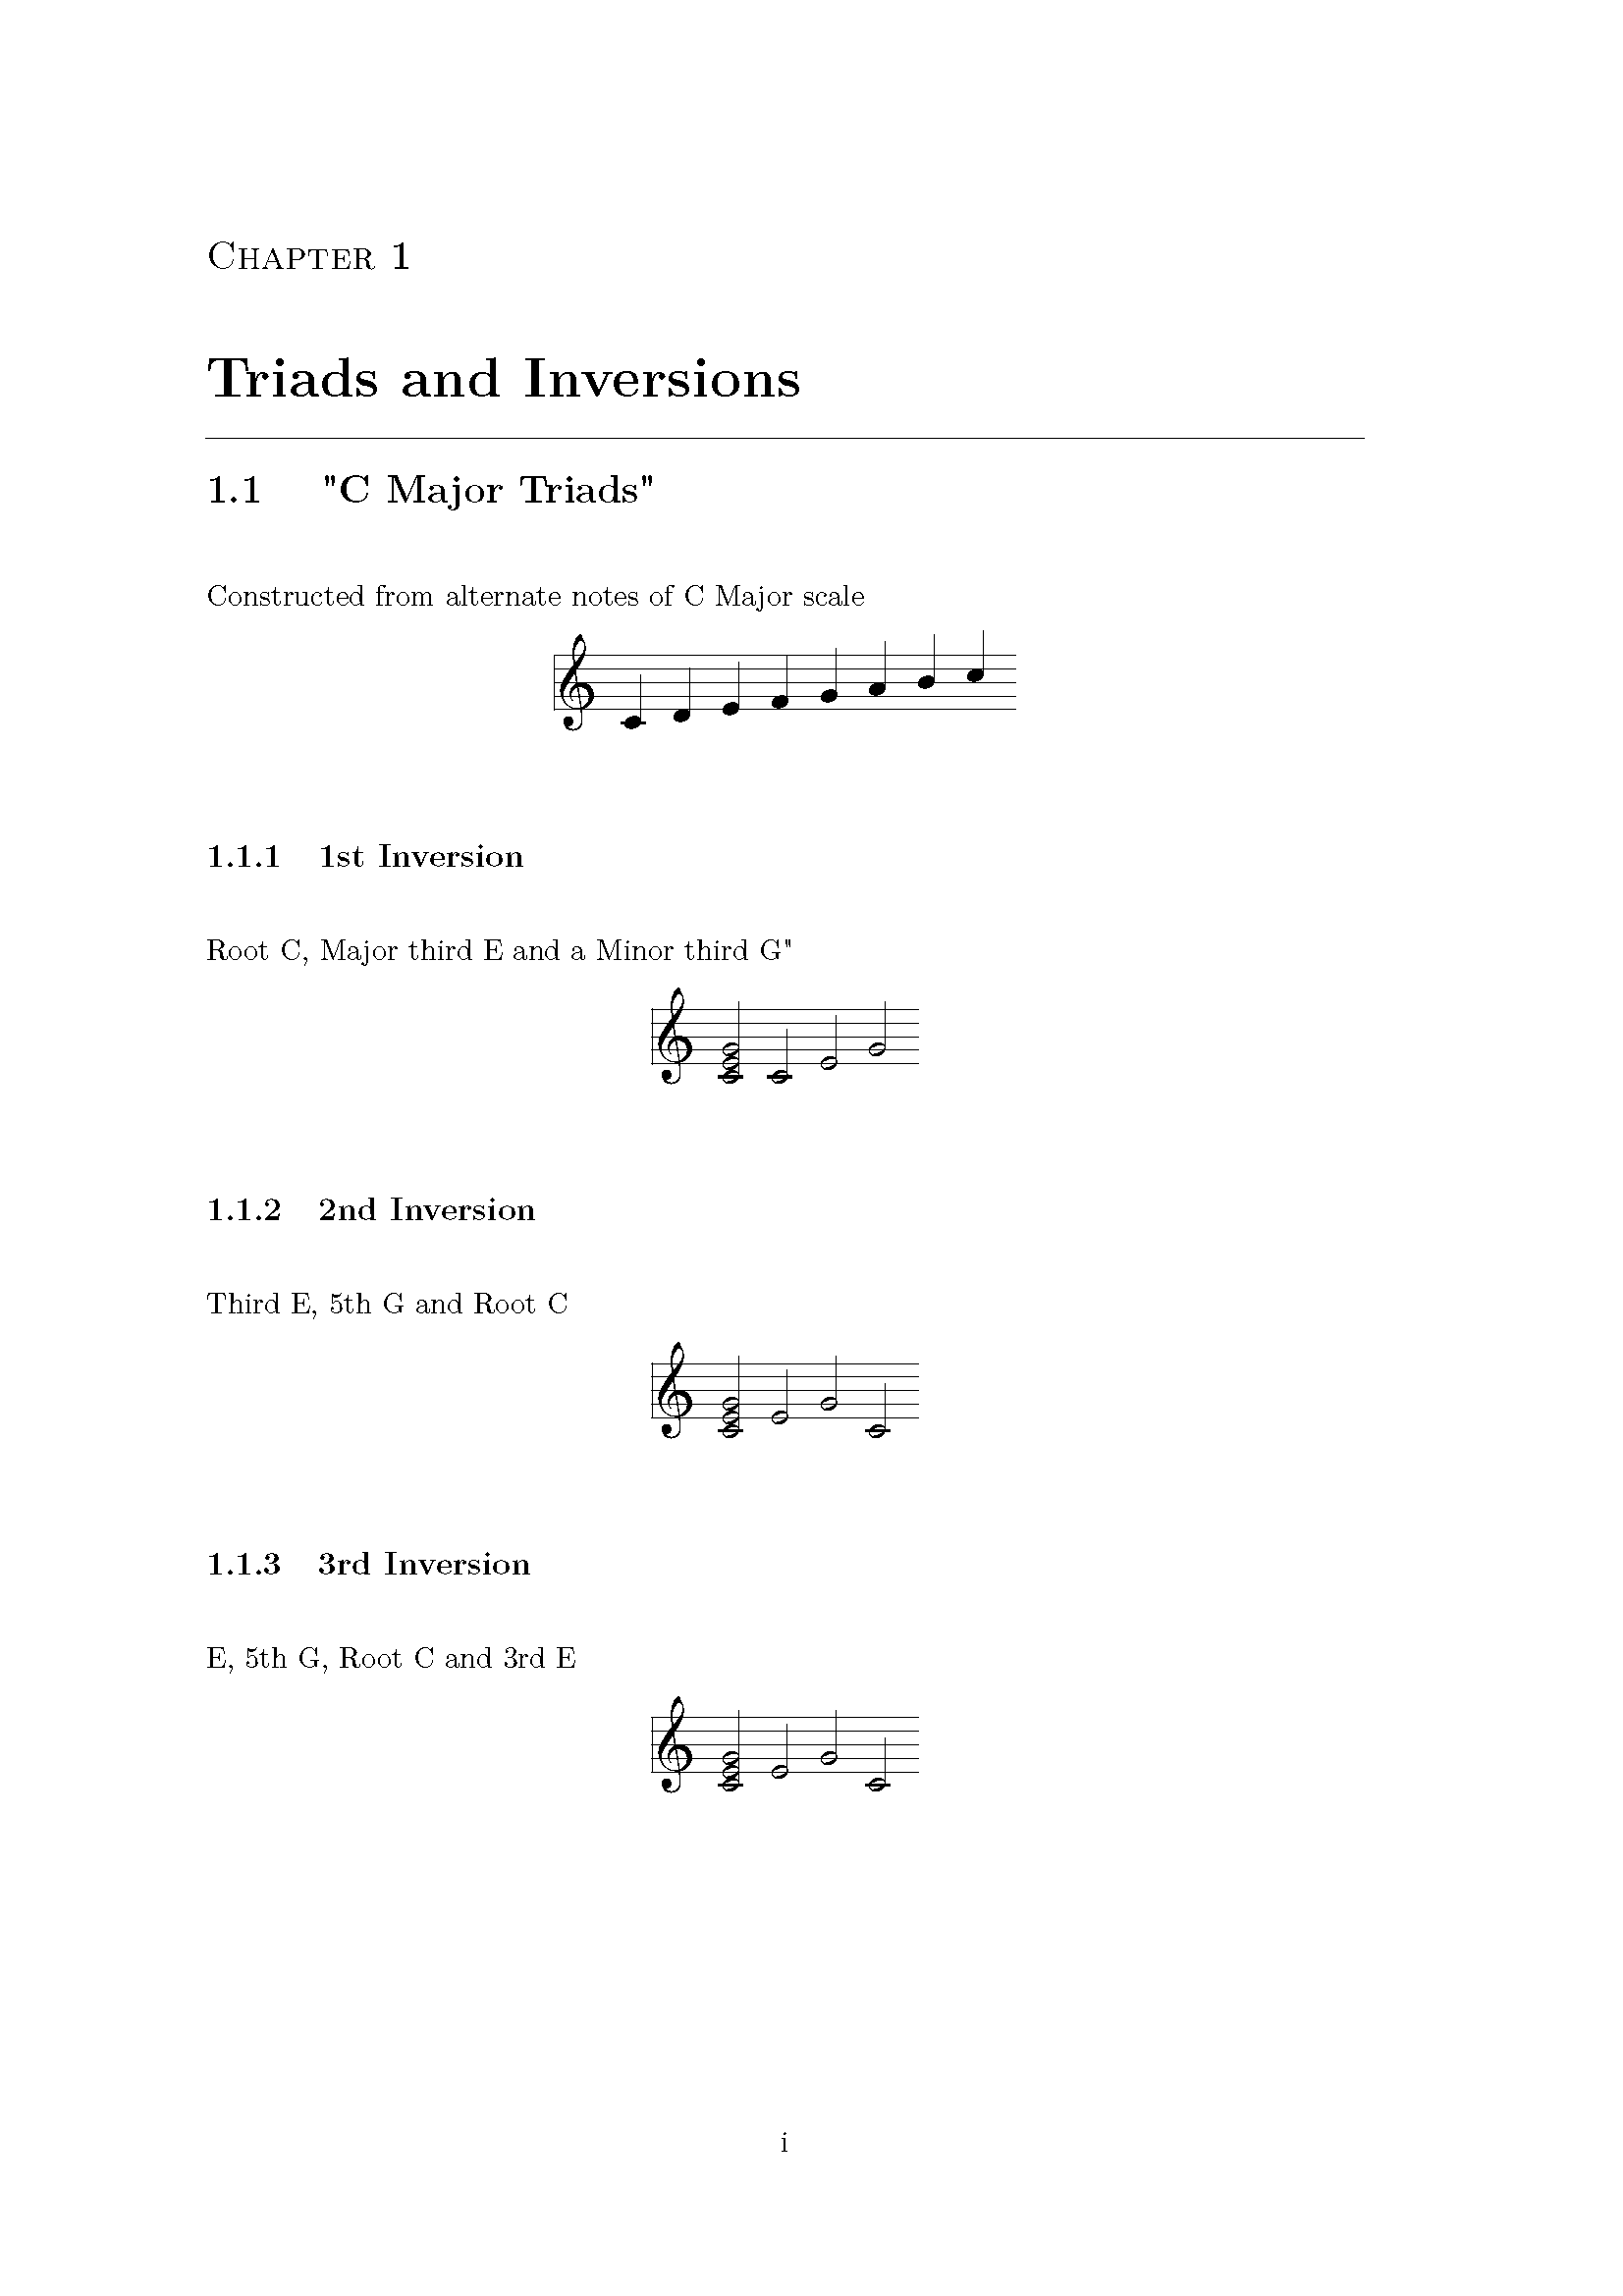 Chapter 1
Triads and Inversions
1.1 "C Major Triads"
Constructed from alternate notes of C Major scale
1.1.1 1st Inversion
Root C, Major third E and a Minor third G"
1.1.2 2nd Inversion
Third E, 5th G and Root C
1.1.3 3rd Inversion
E, 5th G, Root C and 3rd E
i